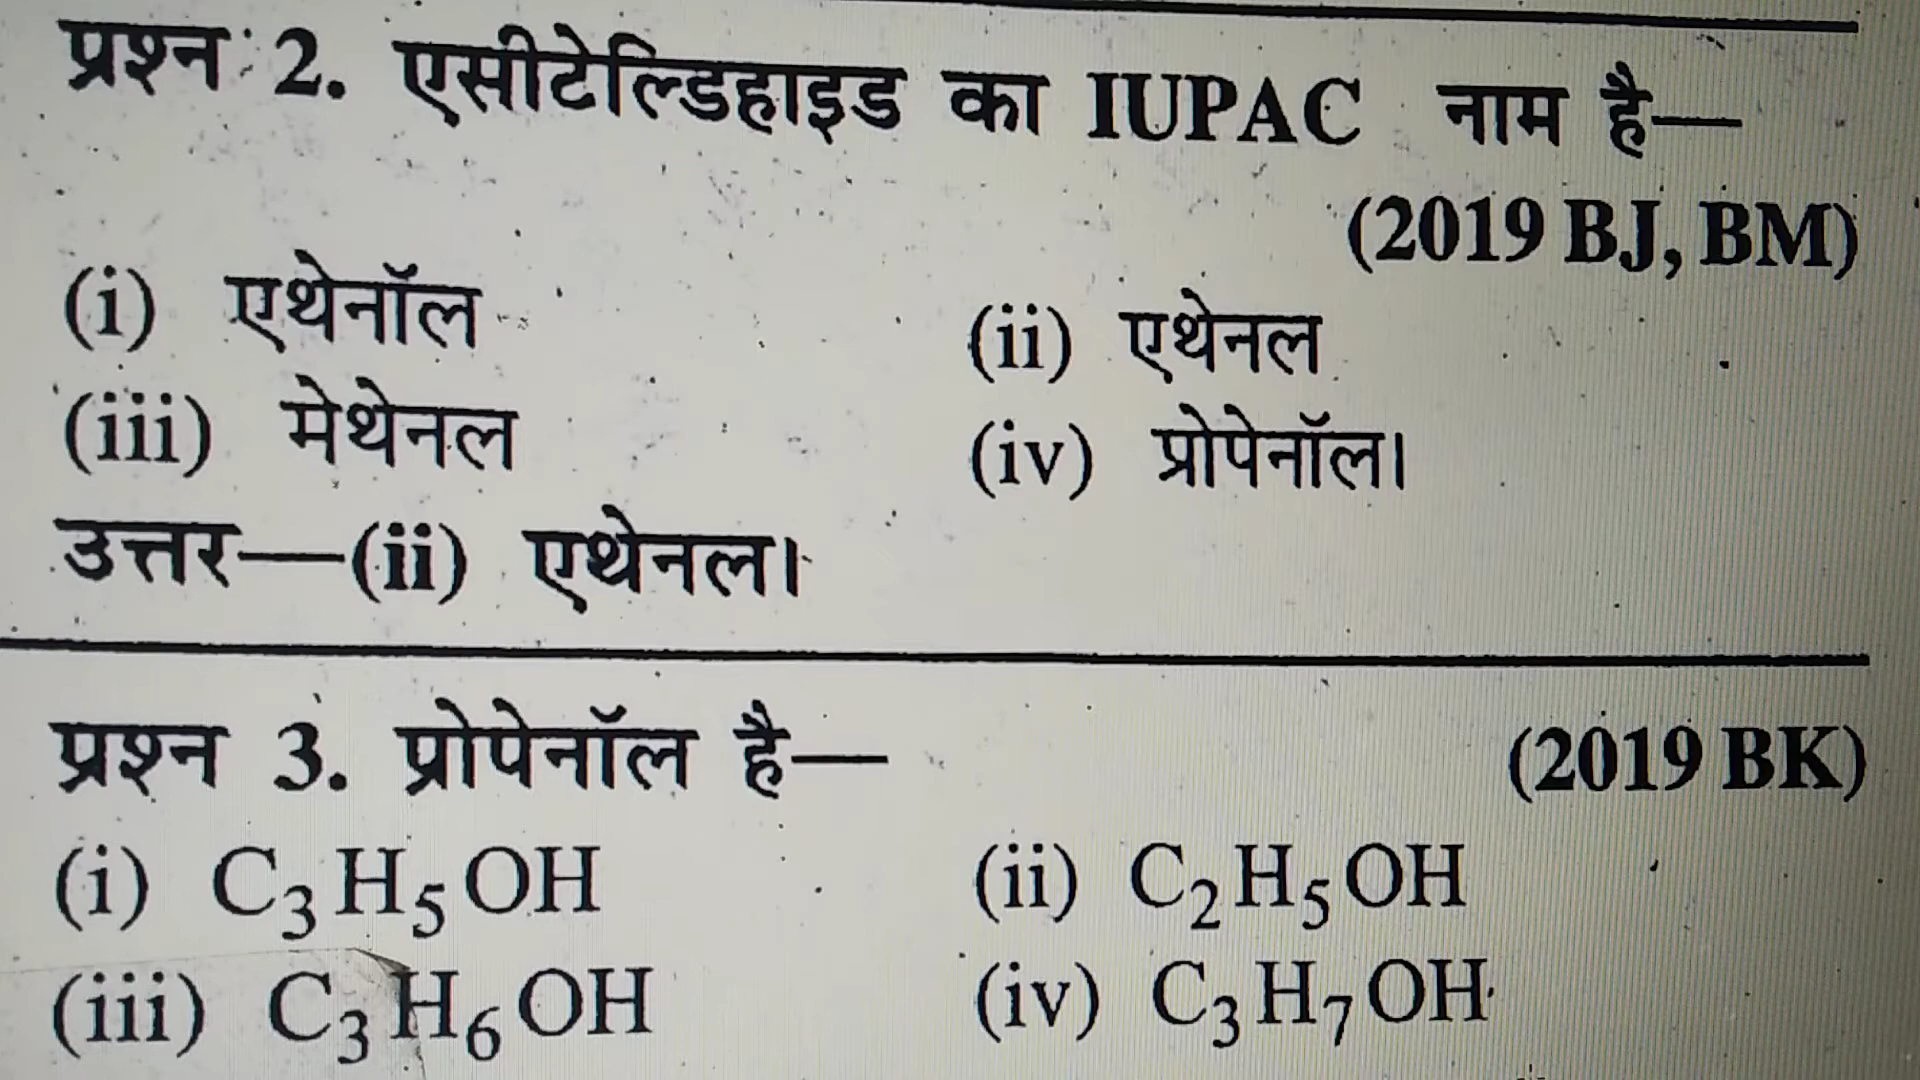 प्रश्न 2. एसीटेल्डिहाइड का IUPAC नाम है—
(2019 BJ, BM)
(i) एथेनॉल (ii) एथेनल
(iii) मेथेनल (iv) प्रोपेनॉल।
उत्तर—(ii) एथेनल।
प्रश्न 3. प्रोपेनॉल है— (2019 BK)
(i) C₃H₅OH (ii) C₂H₅OH
(iii) C₃H₆OH (iv) C₃H₇OH